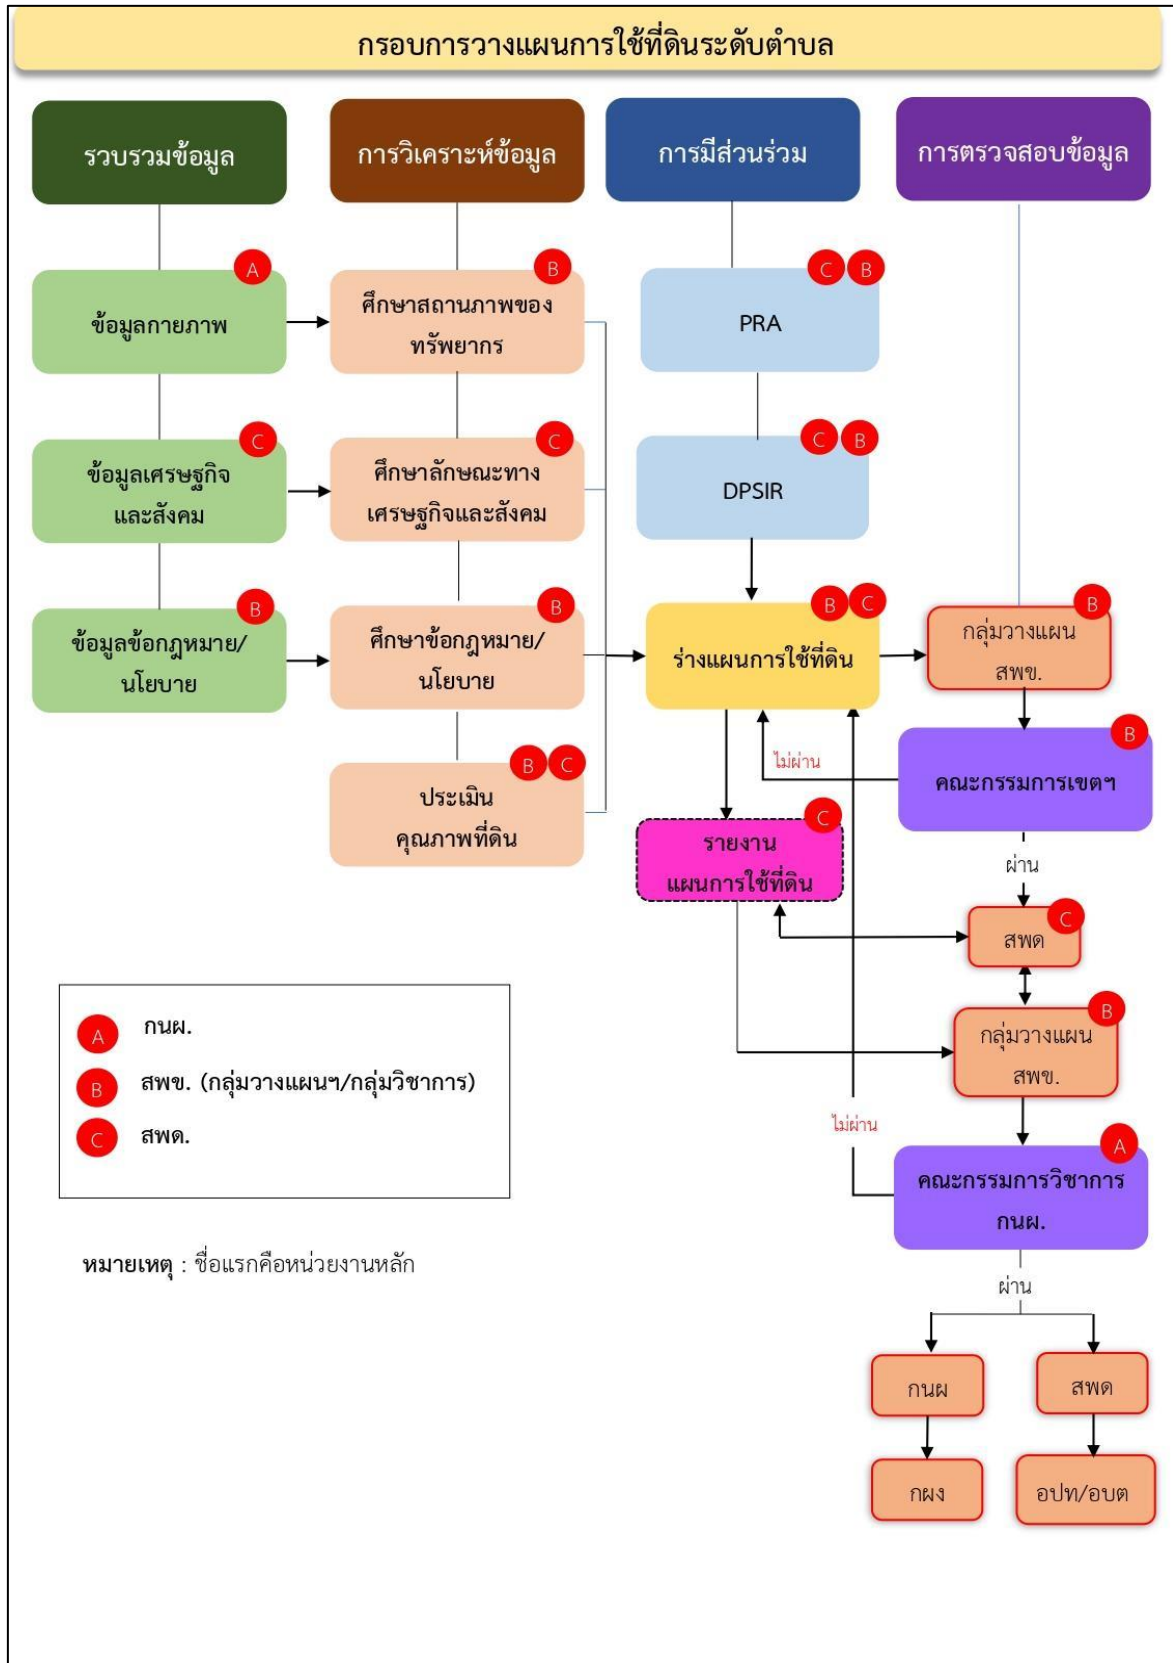 กรอบการวางแผนการใช้ที่ดินระดับตำบล
รวบรวมข้อมูล
การวิเคราะห์ข้อมูล
การมีส่วนร่วม
การตรวจสอบข้อมูล
A
ข้อมูลกายภาพ
B
ศึกษาสถานภาพของ
ทรัพยากร
C B
PRA
C
ข้อมูลเศรษฐกิจ
และสังคม
C
ศึกษาลักษณะทาง
เศรษฐกิจและสังคม
C B
DPSIR
B
ข้อมูลข้อกฎหมาย/
นโยบาย
B
ศึกษาข้อกฎหมาย/
นโยบาย
B C
ร่างแผนการใช้ที่ดิน
B
กลุ่มวางแผน
สพข.
B C
ประเมิน
คุณภาพที่ดิน
ไม่ผ่าน
B
คณะกรรมการเขตฯ
C
รายงาน
แผนการใช้ที่ดิน
ผ่าน
C
สพด
B
กลุ่มวางแผน
สพข.
A กนผ.
B สพข. (กลุ่มวางแผนฯ/กลุ่มวิชาการ)
C สพด.
ไม่ผ่าน
A
คณะกรรมการวิชาการ
กนผ.
หมายเหตุ : ชื่อแรกคือหน่วยงานหลัก
ผ่าน
กนผ
สพด
กผง
อปท/อบต